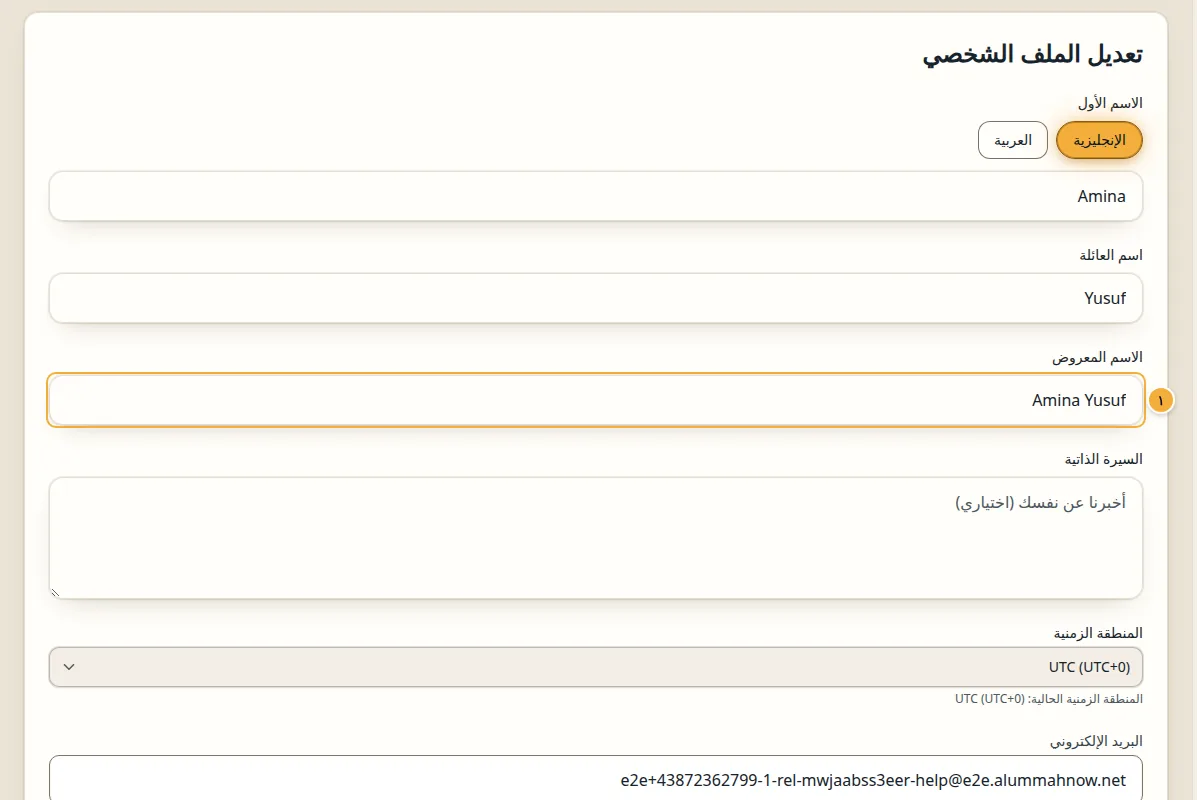 تعديل الملف الشخصي
الاسم الأول
الإنجليزية العربية
Amina
اسم العائلة
Yusuf
الاسم المعروض
Amina Yusuf
١
السيرة الذاتية
أخبرنا عن نفسك (اختياري)
المنطقة الزمنية
UTC (UTC+0)
المنطقة الزمنية الحالية: UTC (UTC+0)
البريد الإلكتروني
e2e+43872362799-1-rel-mwjaabss3eer-help@e2e.alummahnow.net